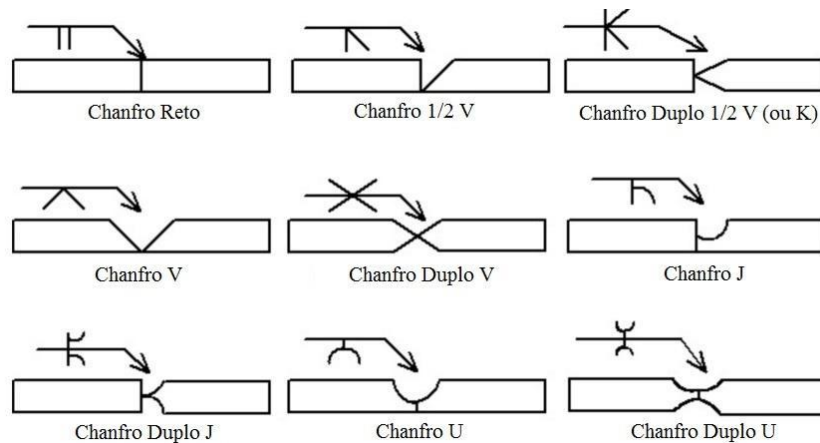 Chanfro Reto
Chanfro 1/2 V
Chanfro Duplo 1/2 V (ou K)
Chanfro V
Chanfro Duplo V
Chanfro J
Chanfro Duplo J
Chanfro U
Chanfro Duplo U